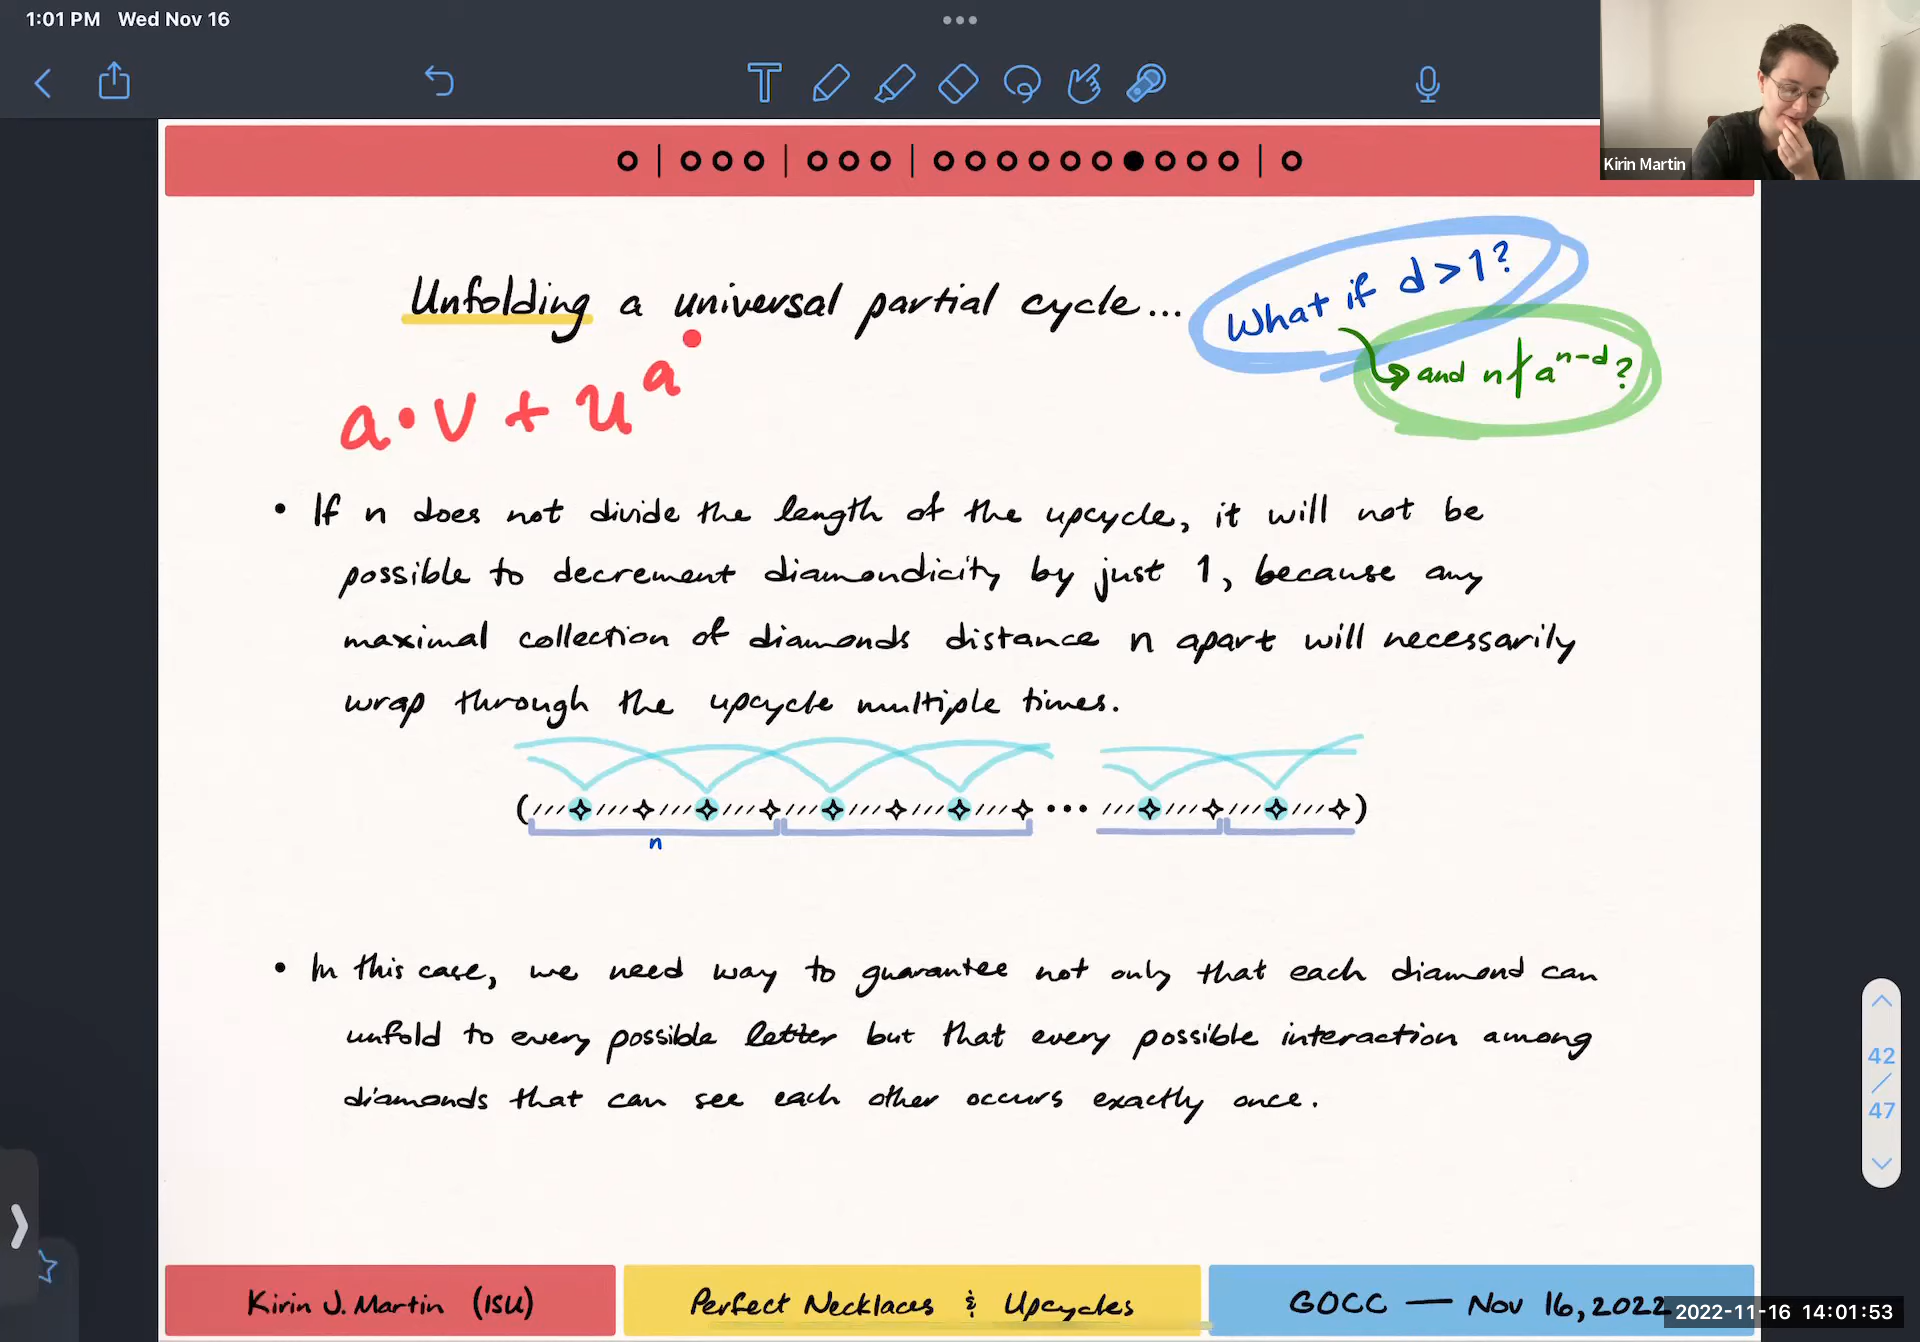 1:01 PM Wed Nov 16
Kirin Martin
Unfolding a universal partial cycle...
What if d > 1?
and n ∤ a^{n-d}?
a · v + u^a
• If n does not divide the length of the upcycle, it will not be
possible to decrement diamondicity by just 1, because any
maximal collection of diamonds distance n apart will necessarily
wrap through the upcycle multiple times.
(///✧///✧///✧///✧///✧///✧///✧///✧ ••• ///✧///✧///✧///✧)
n
• In this case, we need way to guarantee not only that each diamond can
unfold to every possible letter but that every possible interaction among
diamonds that can see each other occurs exactly once.
42
/
47
Kirin J. Martin (ISU)
Perfect Necklaces & Upcycles
GOCC — Nov 16, 2022
2022-11-16 14:01:53